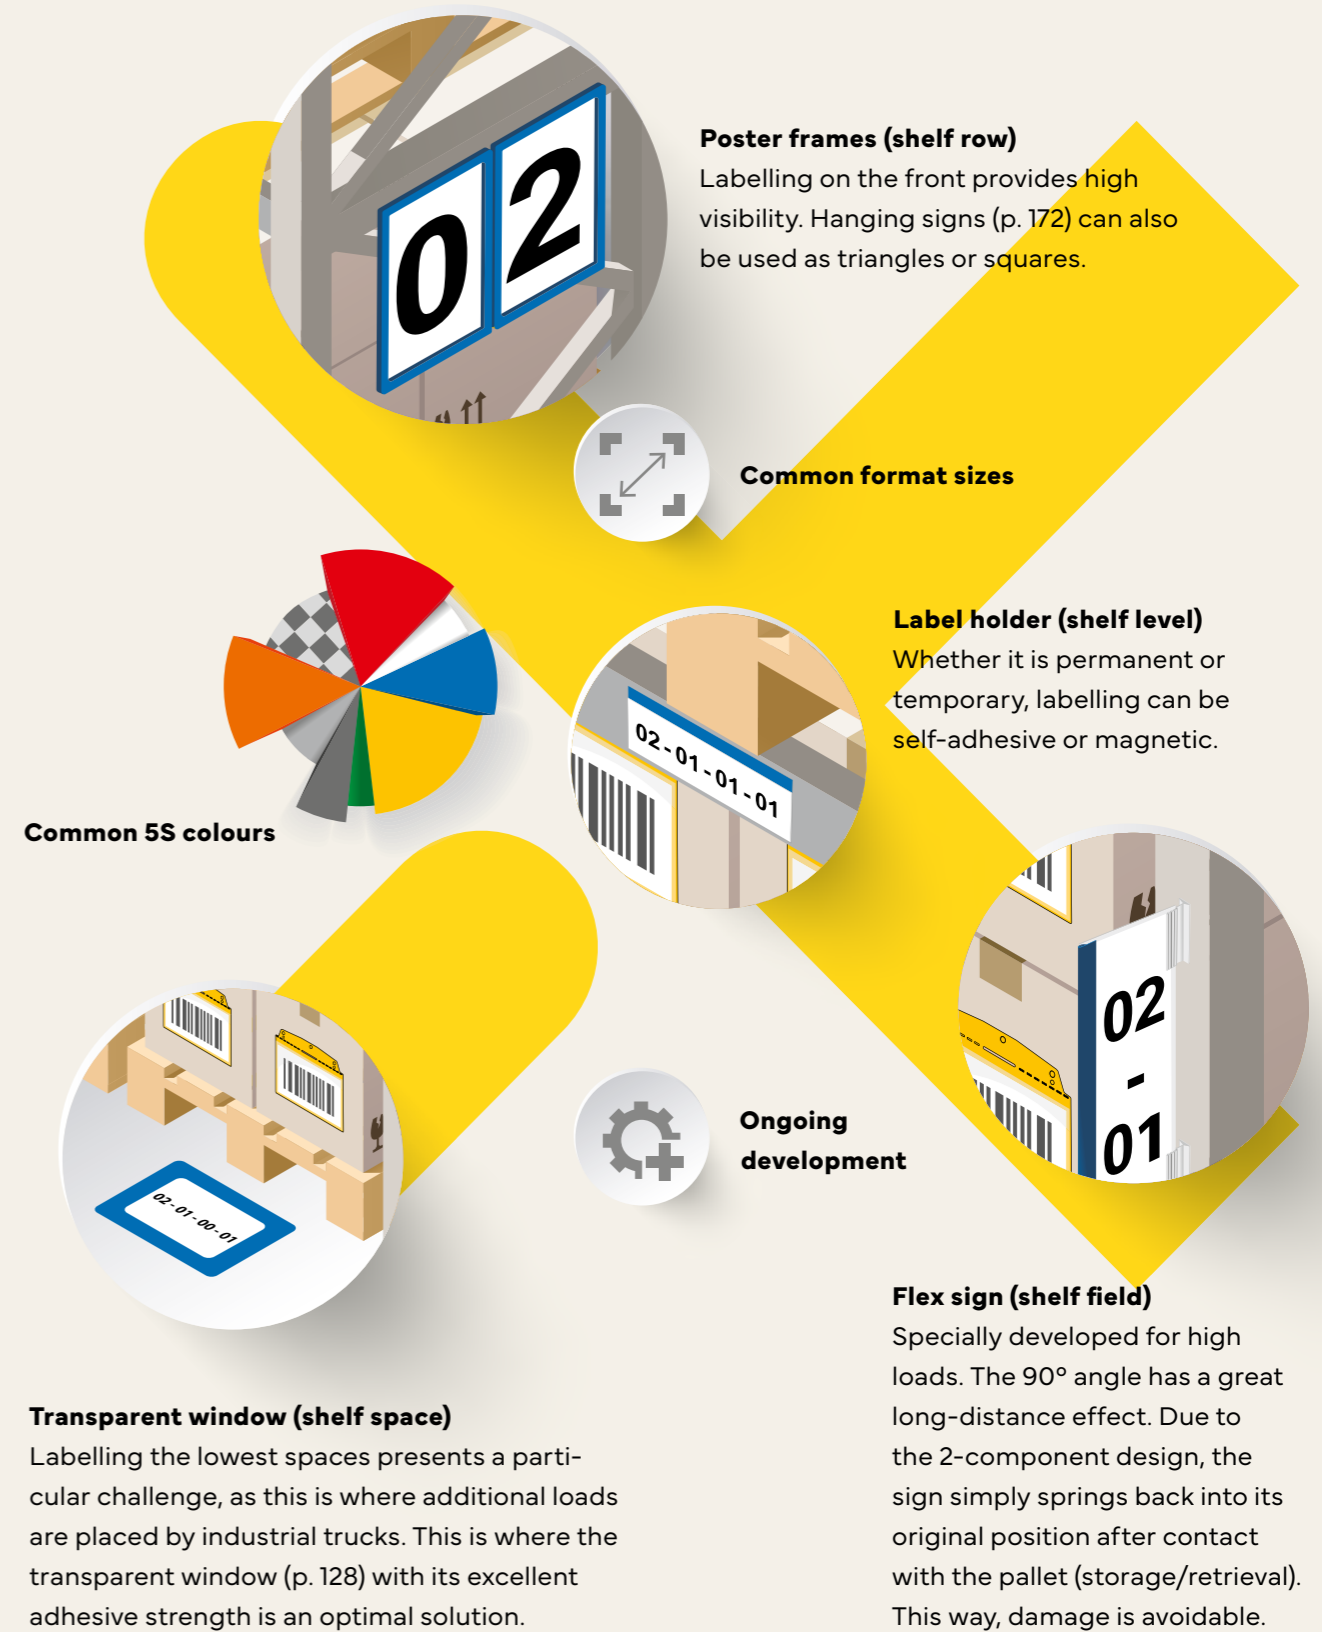 02
Poster frames (shelf row)
Labelling on the front provides high
visibility. Hanging signs (p. 172) can also
be used as triangles or squares.
Common format sizes
Common 5S colours
Label holder (shelf level)
Whether it is permanent or
temporary, labelling can be
self-adhesive or magnetic.
02-01-01-01
02
-
01
02-01-00-01
Ongoing
development
Transparent window (shelf space)
Labelling the lowest spaces presents a parti-
cular challenge, as this is where additional loads
are placed by industrial trucks. This is where the
transparent window (p. 128) with its excellent
adhesive strength is an optimal solution.
Flex sign (shelf field)
Specially developed for high
loads. The 90° angle has a great
long-distance effect. Due to
the 2-component design, the
sign simply springs back into its
original position after contact
with the pallet (storage/retrieval).
This way, damage is avoidable.